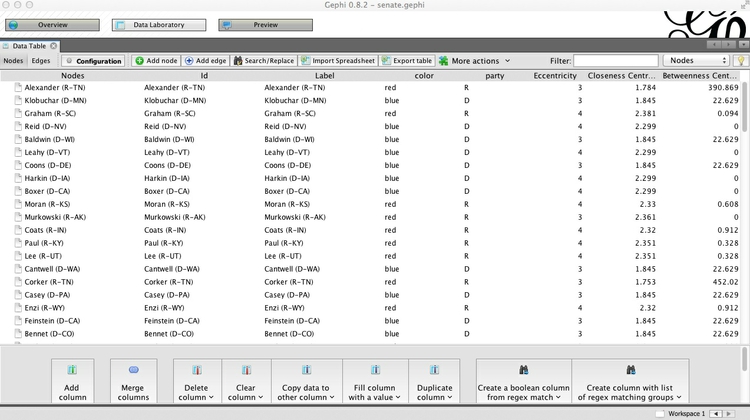 Gephi 0.8.2 - senate.gephi
Overview Data Laboratory Preview
Data Table
Nodes Edges Configuration Add node Add edge Search/Replace Import Spreadsheet Export table More actions Filter: Nodes
Nodes Id Label color party Eccentricity Closeness Centr... Betweenness Cent...
Alexander (R-TN) Alexander (R-TN) Alexander (R-TN) red R 3 1.784 390.869
Klobuchar (D-MN) Klobuchar (D-MN) Klobuchar (D-MN) blue D 3 1.845 22.629
Graham (R-SC) Graham (R-SC) Graham (R-SC) red R 4 2.381 0.094
Reid (D-NV) Reid (D-NV) Reid (D-NV) blue D 4 2.299 0
Baldwin (D-WI) Baldwin (D-WI) Baldwin (D-WI) blue D 3 1.845 22.629
Leahy (D-VT) Leahy (D-VT) Leahy (D-VT) blue D 4 2.299 0
Coons (D-DE) Coons (D-DE) Coons (D-DE) blue D 3 1.845 22.629
Harkin (D-IA) Harkin (D-IA) Harkin (D-IA) blue D 4 2.299 0
Boxer (D-CA) Boxer (D-CA) Boxer (D-CA) blue D 4 2.299 0
Moran (R-KS) Moran (R-KS) Moran (R-KS) red R 4 2.33 0.608
Murkowski (R-AK) Murkowski (R-AK) Murkowski (R-AK) red R 4 2.361 0
Coats (R-IN) Coats (R-IN) Coats (R-IN) red R 4 2.32 0.912
Paul (R-KY) Paul (R-KY) Paul (R-KY) red R 4 2.351 0.328
Lee (R-UT) Lee (R-UT) Lee (R-UT) red R 4 2.351 0.328
Cantwell (D-WA) Cantwell (D-WA) Cantwell (D-WA) blue D 3 1.845 22.629
Corker (R-TN) Corker (R-TN) Corker (R-TN) red R 3 1.753 452.02
Casey (D-PA) Casey (D-PA) Casey (D-PA) blue D 3 1.845 22.629
Enzi (R-WY) Enzi (R-WY) Enzi (R-WY) red R 4 2.32 0.912
Feinstein (D-CA) Feinstein (D-CA) Feinstein (D-CA) blue D 3 1.845 22.629
Bennet (D-CO) Bennet (D-CO) Bennet (D-CO) blue D 3 1.845 22.629
Add Merge Delete Clear Copy data to Fill column Duplicate Create a boolean column Create column with list
column columns column column other column with a value column from regex match of regex matching groups
Workspace 1